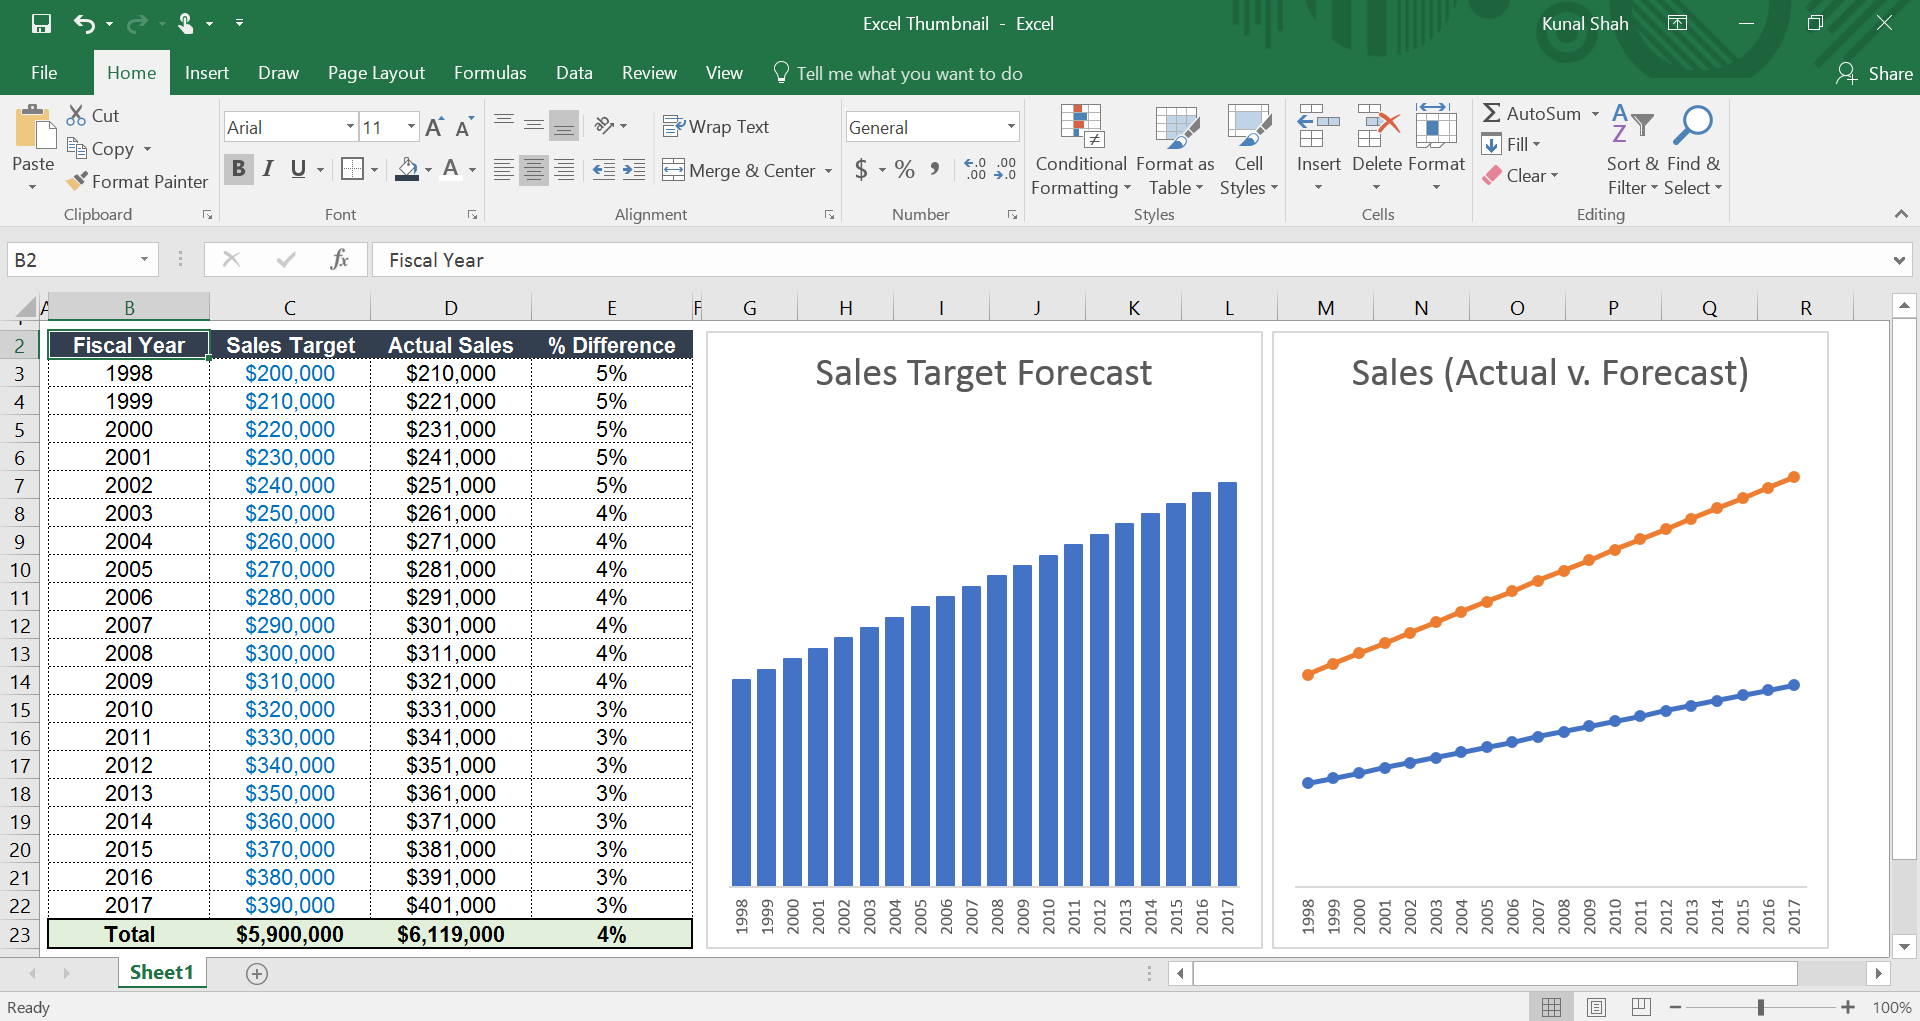 Excel Thumbnail - Excel
Kunal Shah
File Home Insert Draw Page Layout Formulas Data Review View Tell me what you want to do Share
Paste
Cut
Copy
Format Painter
Clipboard
Arial 11
B I U A
Font
Wrap Text
Merge & Center
Alignment
General
$ % ,
Number
Conditional Formatting
Format as Table
Cell Styles
Styles
Insert
Delete
Format
Cells
AutoSum
Fill
Clear
Sort & Filter
Find & Select
Editing
B2
fx
Fiscal Year
A B C D E F G H I J K L M N O P Q R
2 Fiscal Year Sales Target Actual Sales % Difference
3 1998 $200,000 $210,000 5%
4 1999 $210,000 $221,000 5%
5 2000 $220,000 $231,000 5%
6 2001 $230,000 $241,000 5%
7 2002 $240,000 $251,000 5%
8 2003 $250,000 $261,000 4%
9 2004 $260,000 $271,000 4%
10 2005 $270,000 $281,000 4%
11 2006 $280,000 $291,000 4%
12 2007 $290,000 $301,000 4%
13 2008 $300,000 $311,000 4%
14 2009 $310,000 $321,000 4%
15 2010 $320,000 $331,000 3%
16 2011 $330,000 $341,000 3%
17 2012 $340,000 $351,000 3%
18 2013 $350,000 $361,000 3%
19 2014 $360,000 $371,000 3%
20 2015 $370,000 $381,000 3%
21 2016 $380,000 $391,000 3%
22 2017 $390,000 $401,000 3%
23 Total $5,900,000 $6,119,000 4%
Sales Target Forecast
1998 1999 2000 2001 2002 2003 2004 2005 2006 2007 2008 2009 2010 2011 2012 2013 2014 2015 2016 2017
Sales (Actual v. Forecast)
1998 1999 2000 2001 2002 2003 2004 2005 2006 2007 2008 2009 2010 2011 2012 2013 2014 2015 2016 2017
Sheet1
Ready
100%